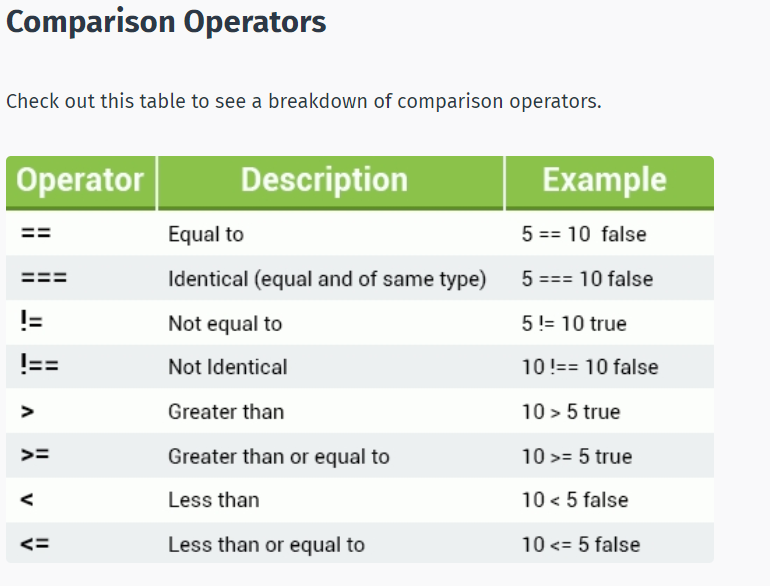 Comparison Operators
Check out this table to see a breakdown of comparison operators.
Operator Description Example
== Equal to 5 == 10 false
=== Identical (equal and of same type) 5 === 10 false
!= Not equal to 5 != 10 true
!== Not Identical 10 !== 10 false
> Greater than 10 > 5 true
>= Greater than or equal to 10 >= 5 true
< Less than 10 < 5 false
<= Less than or equal to 10 <= 5 false